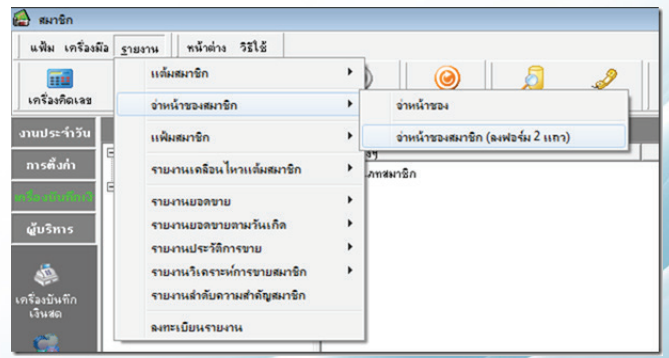 สมาชิก
แฟ้ม เครื่องมือ รายงาน หน้าต่าง วิธีใช้
เครื่องคิดเลข
แต้มสมาชิก
จ่าหน้าซองสมาชิก
จ่าหน้าซอง
จ่าหน้าซองสมาชิก (ลงฟอร์ม 2 แถว)
งานประจำวัน
แฟ้มสมาชิก
การตั้งค่า
รายงานเคลื่อนไหวแต้มสมาชิก
ภทสมาชิก
รายงานยอดขาย
ผู้บริหาร
รายงานยอดขายตามวันเกิด
รายงานประวัติการขาย
รายงานวิเคราะห์การขายสมาชิก
รายงานลำดับความสำคัญสมาชิก
เครื่องบันทึก
เงินสด
ลงทะเบียนรายงาน